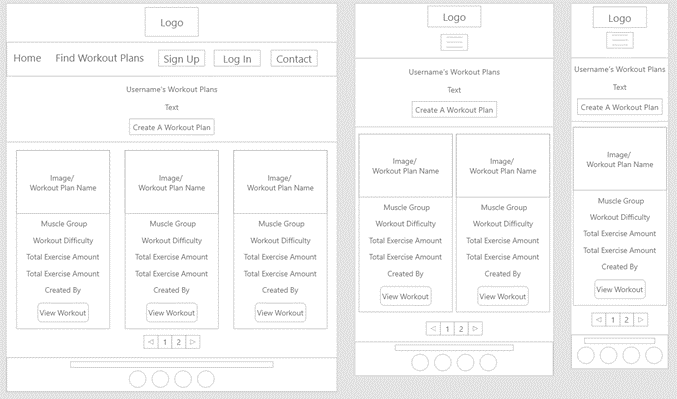 Logo
Home Find Workout Plans Sign Up Log In Contact
Username's Workout Plans
Text
Create A Workout Plan
Image/ Image/ Image/
Workout Plan Name Workout Plan Name Workout Plan Name
Muscle Group Muscle Group Muscle Group
Workout Difficulty Workout Difficulty Workout Difficulty
Total Exercise Amount Total Exercise Amount Total Exercise Amount
Total Exercise Amount Total Exercise Amount Total Exercise Amount
Created By Created By Created By
View Workout View Workout View Workout
◁ 1 2 ▷
Logo
Username's Workout Plans
Text
Create A Workout Plan
Image/ Image/
Workout Plan Name Workout Plan Name
Muscle Group Muscle Group
Workout Difficulty Workout Difficulty
Total Exercise Amount Total Exercise Amount
Total Exercise Amount Total Exercise Amount
Created By Created By
View Workout View Workout
◁ 1 2 ▷
Logo
Username's Workout Plans
Text
Create A Workout Plan
Image/
Workout Plan Name
Muscle Group
Workout Difficulty
Total Exercise Amount
Total Exercise Amount
Created By
View Workout
◁ 1 2 ▷